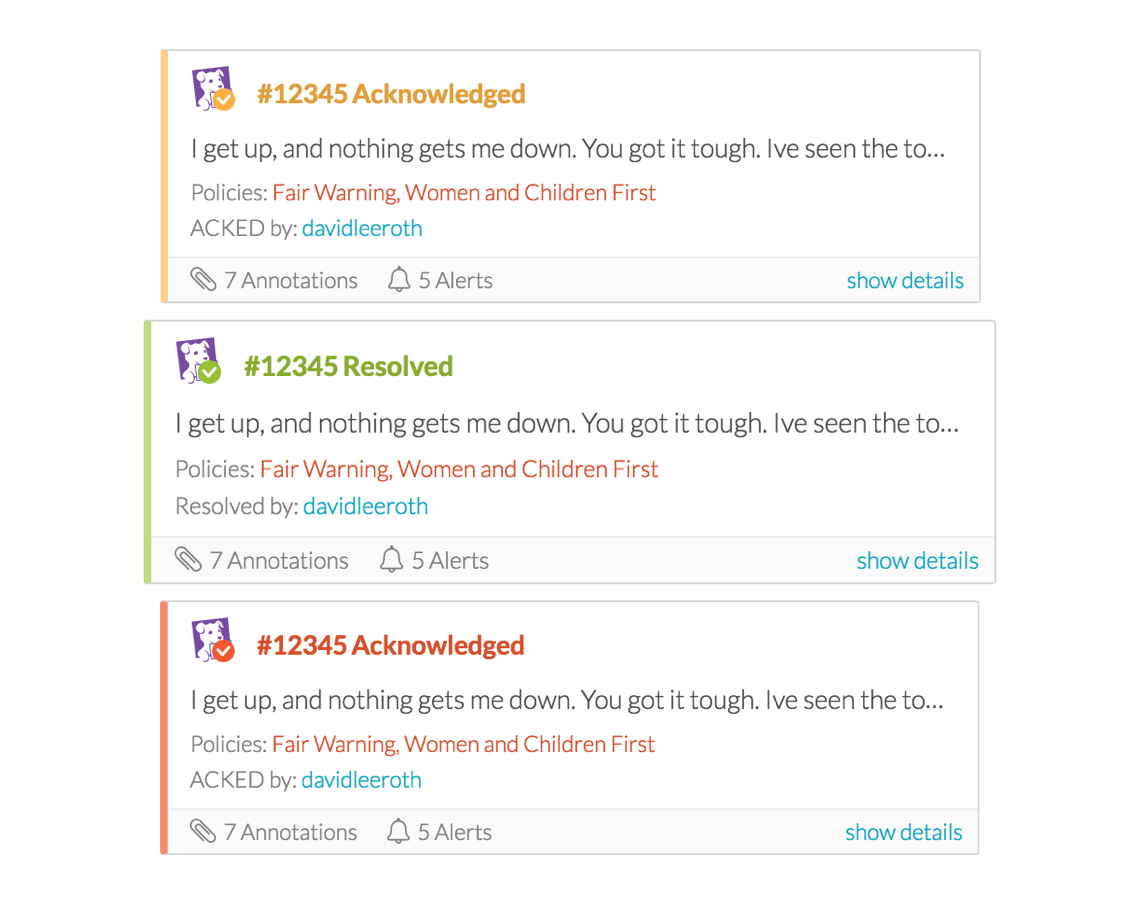 #12345 Acknowledged
I get up, and nothing gets me down. You got it tough. Ive seen the to...
Policies: Fair Warning, Women and Children First
ACKED by: davidleeroth
7 Annotations 5 Alerts show details
#12345 Resolved
I get up, and nothing gets me down. You got it tough. Ive seen the to...
Policies: Fair Warning, Women and Children First
Resolved by: davidleeroth
7 Annotations 5 Alerts show details
#12345 Acknowledged
I get up, and nothing gets me down. You got it tough. Ive seen the to...
Policies: Fair Warning, Women and Children First
ACKED by: davidleeroth
7 Annotations 5 Alerts show details